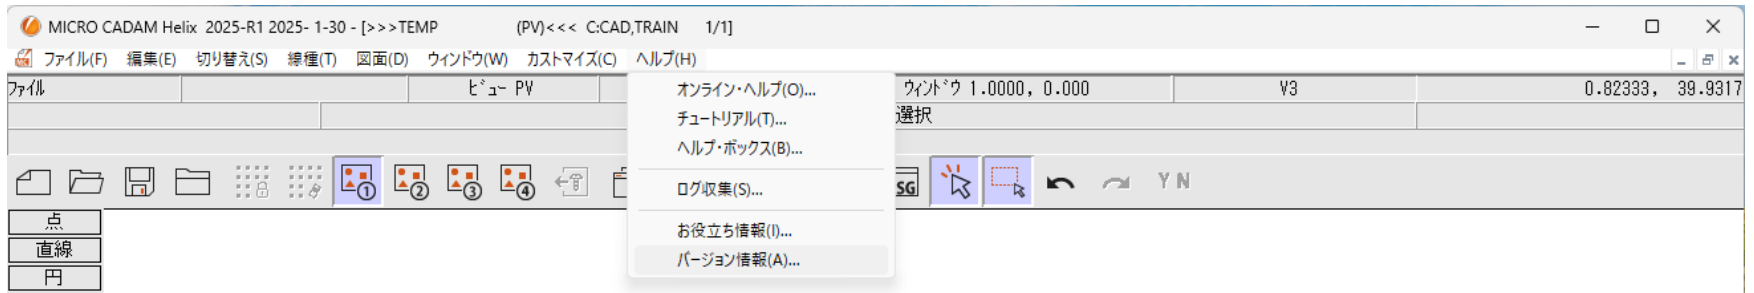 MICRO CADAM Helix 2025-R1 2025- 1-30 - [>>>TEMP (PV)<<< C:CAD,TRAIN 1/1]
ファイル(F) 編集(E) 切り替え(S) 線種(T) 図面(D) ウィンドウ(W) カストマイズ(C) ヘルプ(H)
ファイル ビュー PV ウィンドウ 1.0000, 0.000 V3 0.82333, 39.9317
選択
オンライン・ヘルプ(O)...
チュートリアル(T)...
ヘルプ・ボックス(B)...
ログ収集(S)...
お役立ち情報(I)...
バージョン情報(A)...
1 2 3 4 SG Y N
点
直線
円